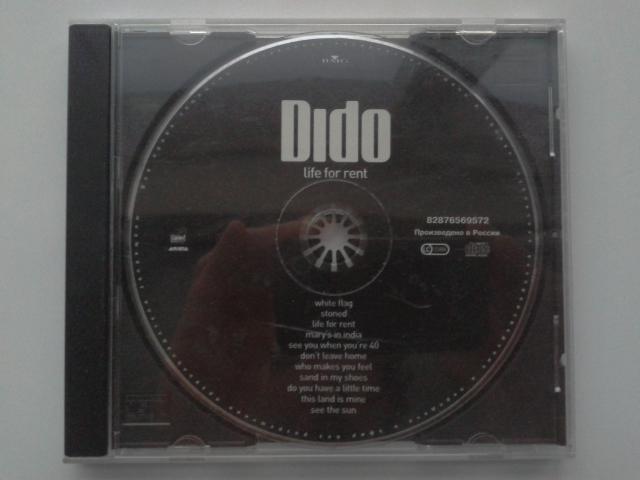 BMG
Dido
life for rent
82876569572
Произведено в России
ARISTA
white flag
stoned
life for rent
mary's in india
see you when you're 40
don't leave home
who makes you feel
sand in my shoes
do you have a little time
this land is mine
see the sun